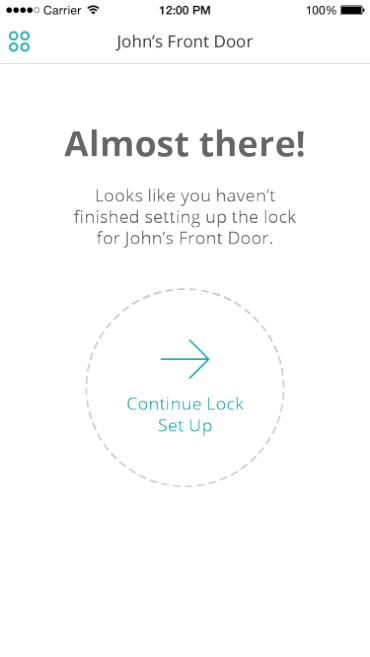 Carrier 12:00 PM 100%
John’s Front Door
Almost there!
Looks like you haven’t
finished setting up the lock
for John’s Front Door.
Continue Lock
Set Up